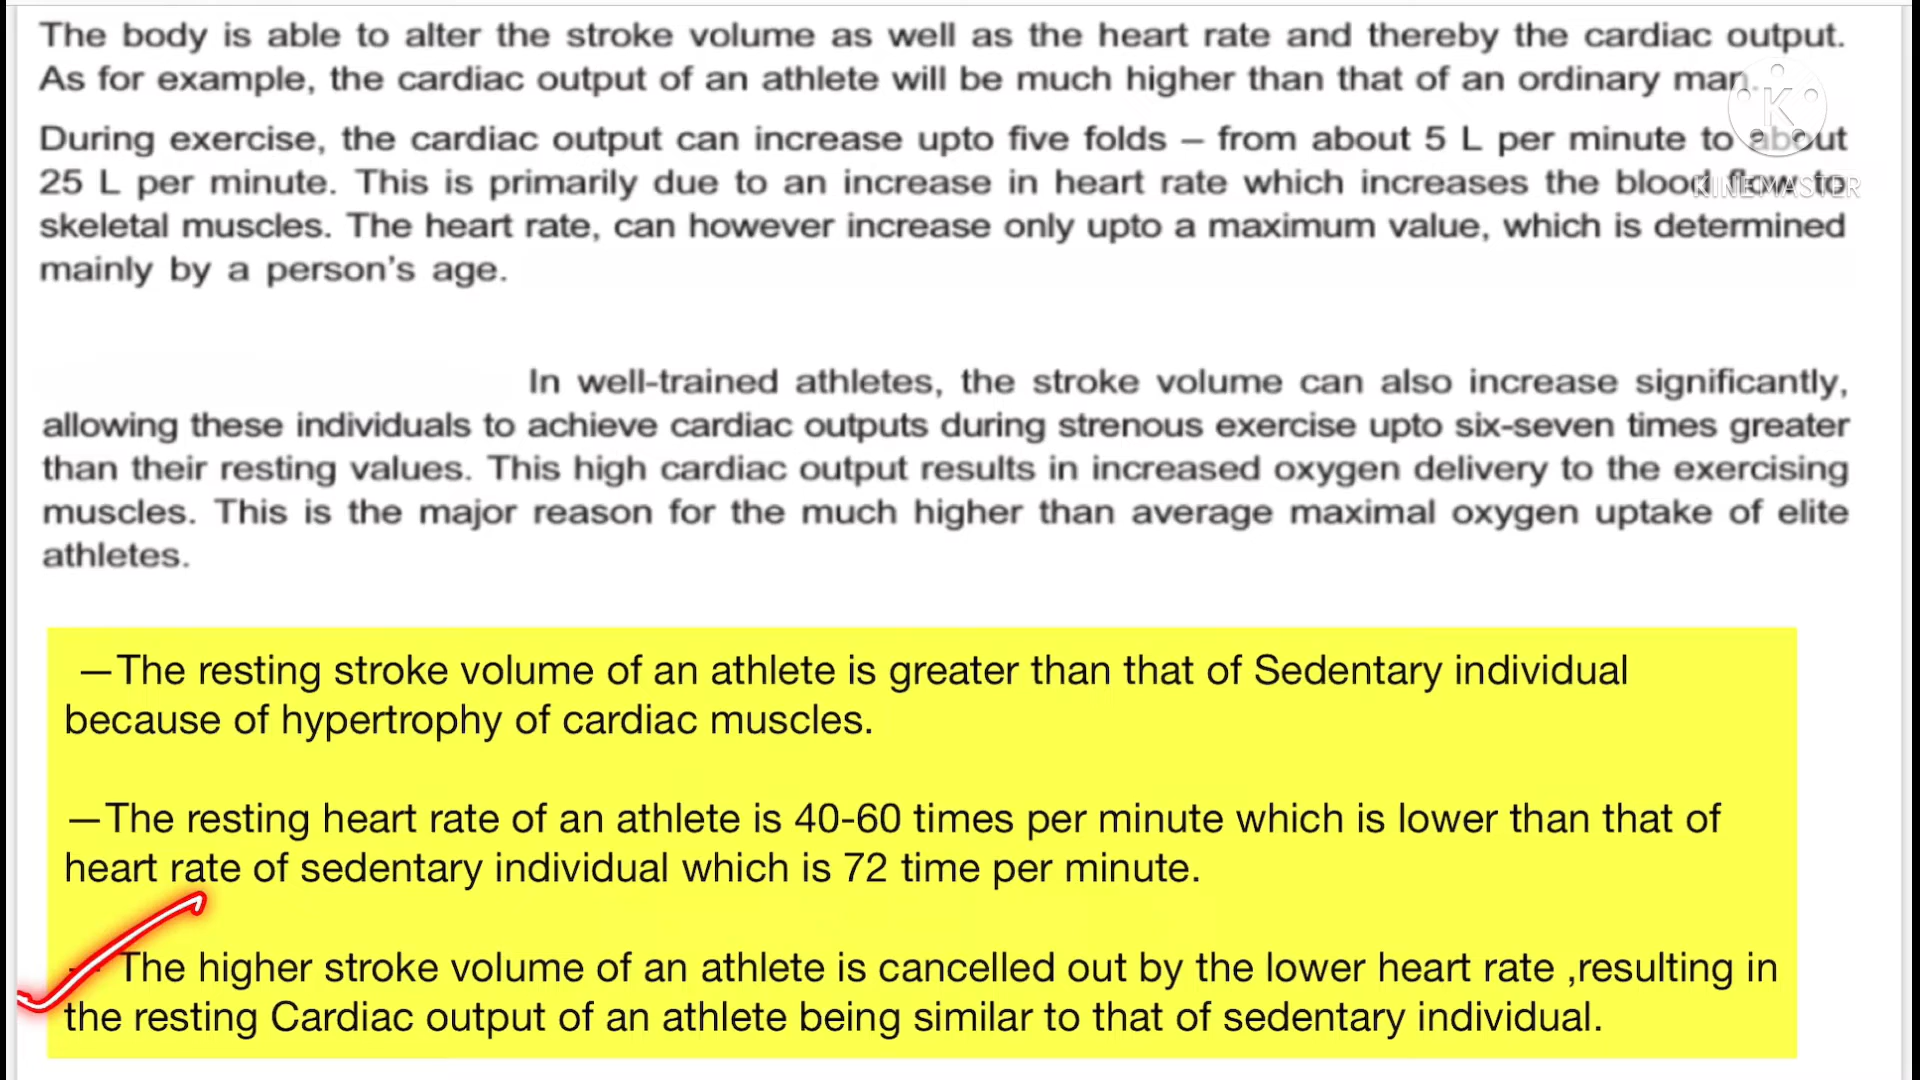 The body is able to alter the stroke volume as well as the heart rate and thereby the cardiac output.
As for example, the cardiac output of an athlete will be much higher than that of an ordinary man.
During exercise, the cardiac output can increase upto five folds – from about 5 L per minute to about
25 L per minute. This is primarily due to an increase in heart rate which increases the blood flow to
KINEMASTER
skeletal muscles. The heart rate, can however increase only upto a maximum value, which is determined
mainly by a person's age.
In well-trained athletes, the stroke volume can also increase significantly,
allowing these individuals to achieve cardiac outputs during strenous exercise upto six-seven times greater
than their resting values. This high cardiac output results in increased oxygen delivery to the exercising
muscles. This is the major reason for the much higher than average maximal oxygen uptake of elite
athletes.
—The resting stroke volume of an athlete is greater than that of Sedentary individual
because of hypertrophy of cardiac muscles.
—The resting heart rate of an athlete is 40-60 times per minute which is lower than that of
heart rate of sedentary individual which is 72 time per minute.
— The higher stroke volume of an athlete is cancelled out by the lower heart rate ,resulting in
the resting Cardiac output of an athlete being similar to that of sedentary individual.